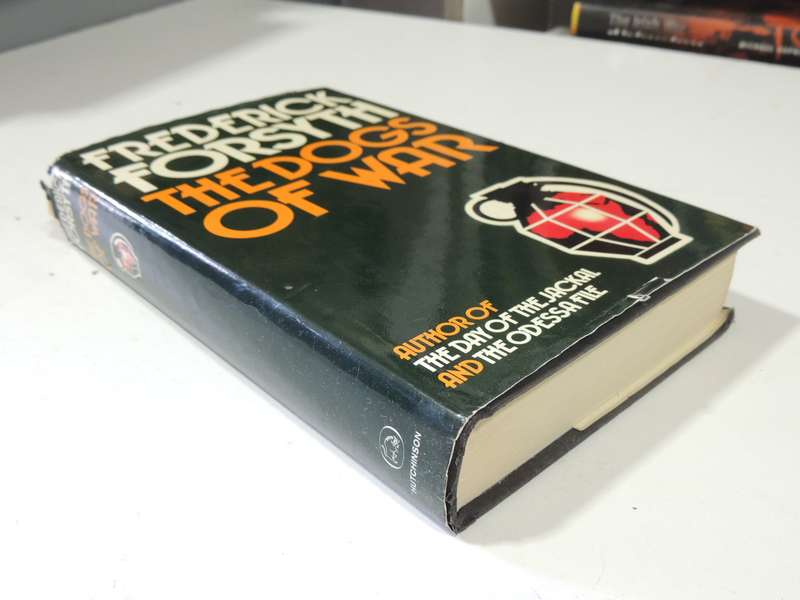 FREDERICK
FORSYTH
THE DOGS
OF WAR
AUTHOR OF
THE DAY OF THE JACKAL
AND THE ODESSA FILE
HUTCHINSON